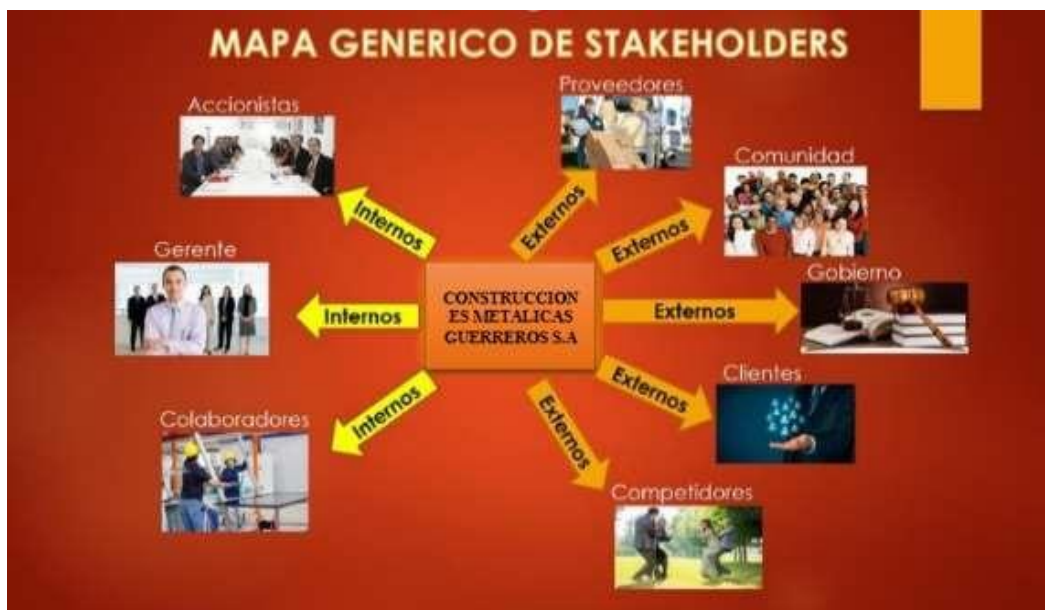 MAPA GENERICO DE STAKEHOLDERS
Accionistas
Proveedores
Comunidad
Gerente
Gobierno
Internos
Externos
Externos
Internos
CONSTRUCCION
ES METALICAS
GUERREROS S.A
Externos
Internos
Externos
Externos
Colaboradores
Clientes
Competidores